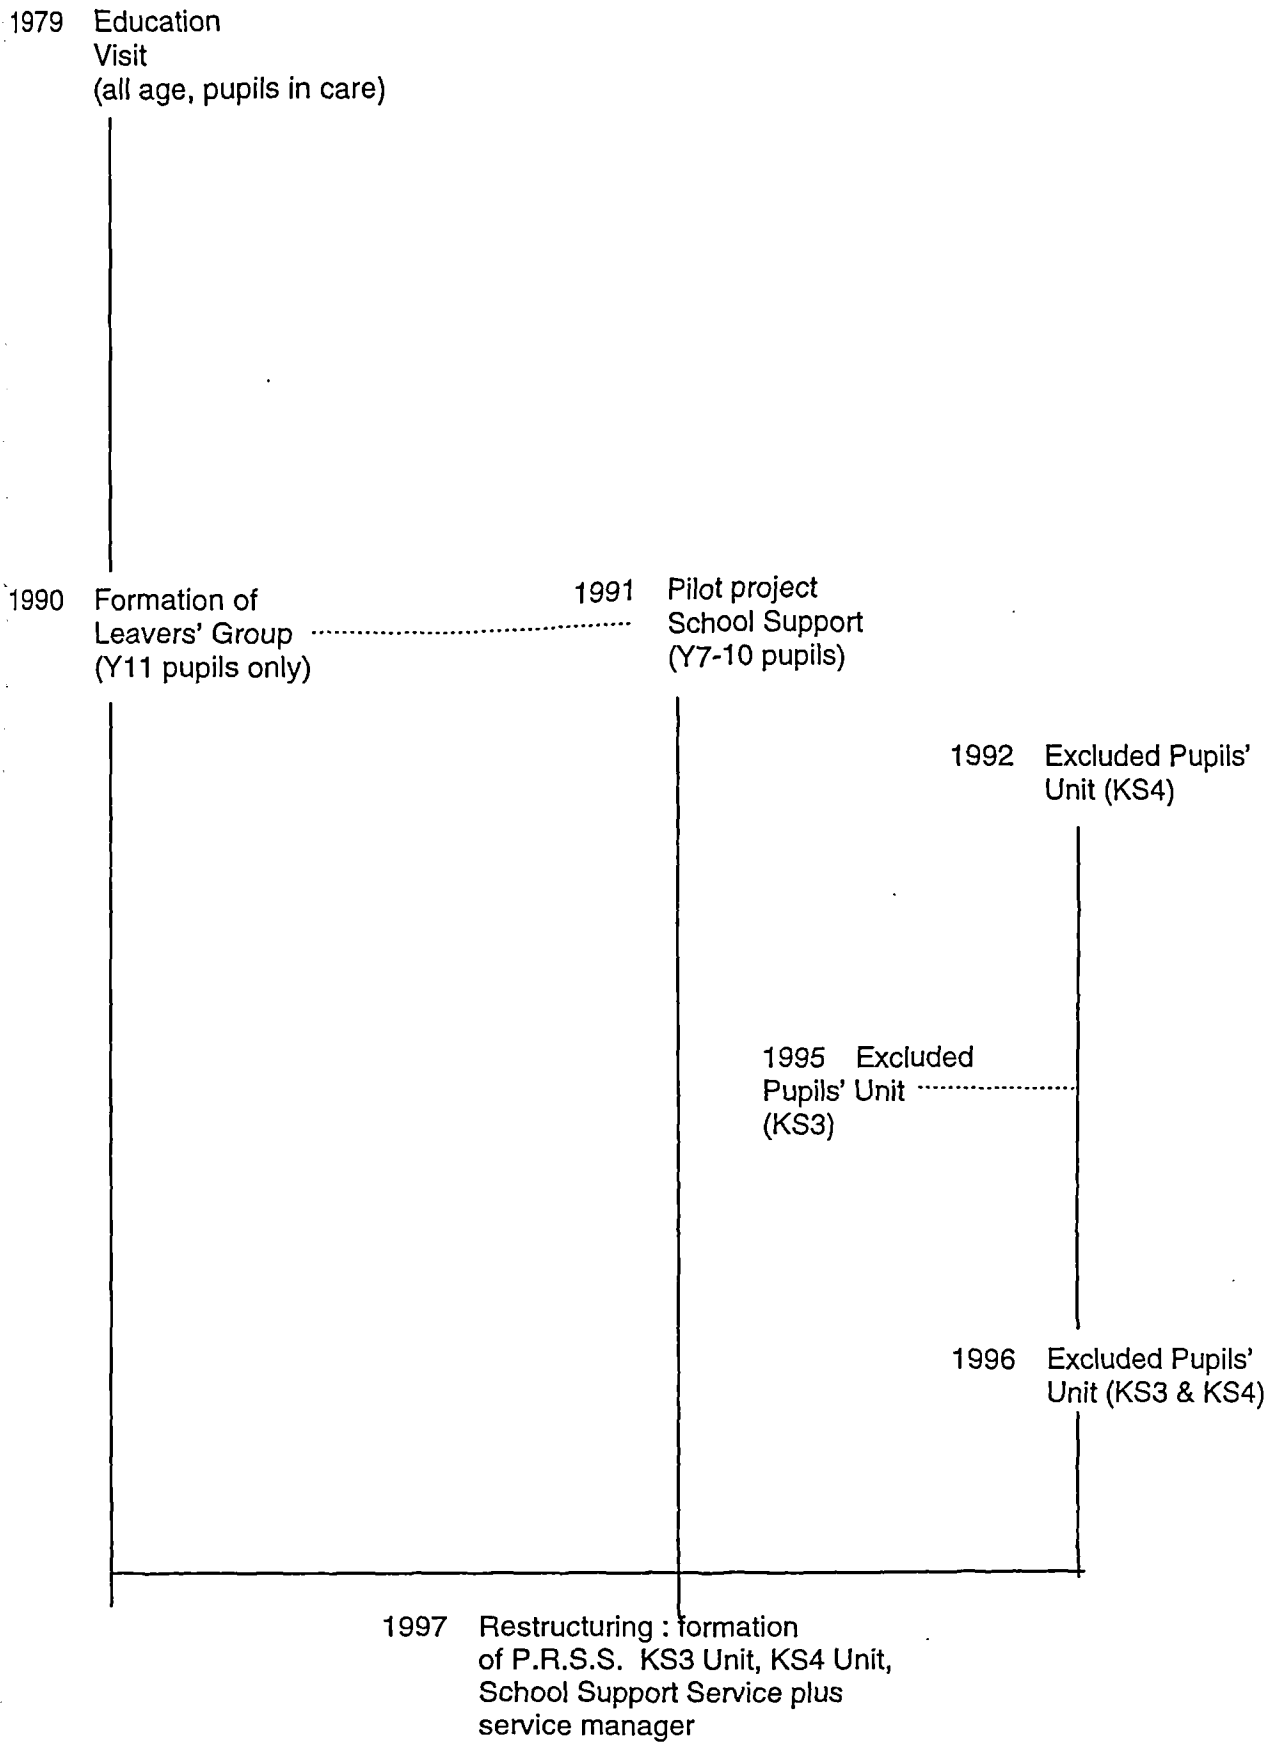 1979 Education
Visit
(all age, pupils in care)
1990 Formation of
Leavers' Group
(Y11 pupils only)
1991 Pilot project
School Support
(Y7-10 pupils)
1992 Excluded Pupils'
Unit (KS4)
1995 Excluded
Pupils' Unit
(KS3)
1996 Excluded Pupils'
Unit (KS3 & KS4)
1997 Restructuring : formation
of P.R.S.S. KS3 Unit, KS4 Unit,
School Support Service plus
service manager